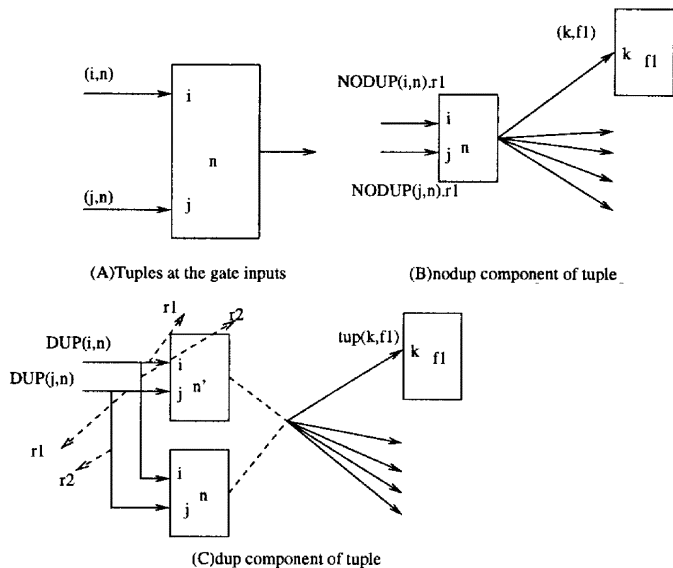 (i,n)
i
n
(j,n)
j
(A)Tuples at the gate inputs
(k,f1)
k f1
NODUP(i,n).r1
i
j n
NODUP(j,n).r1
(B)nodup component of tuple
r1
r2
DUP(i,n)
i
DUP(j,n)
j n'
tup(k,f1)
k f1
r1
r2
i
j n
(C)dup component of tuple